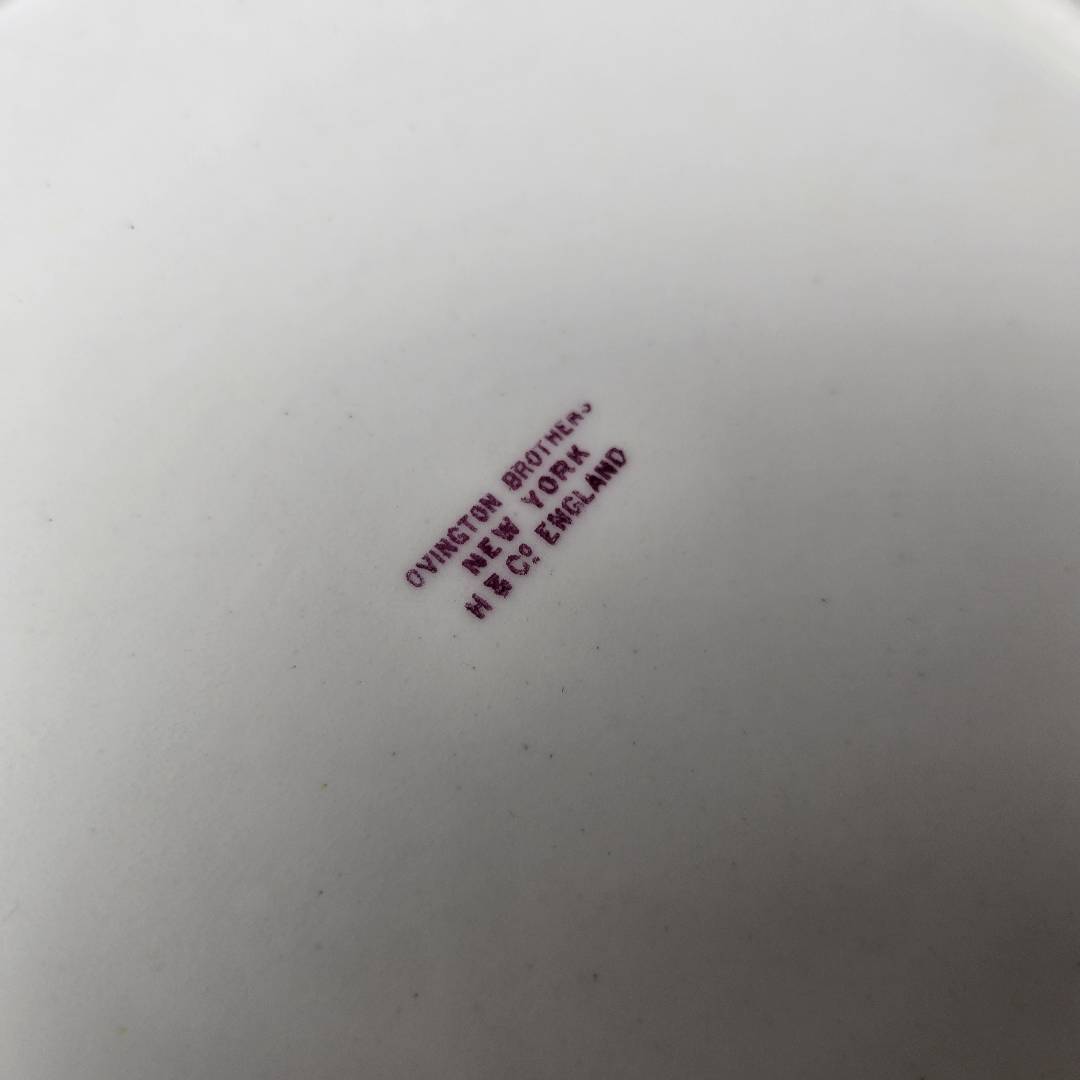 OVINGTON BROTHERS
NEW YORK
H & Cº ENGLAND